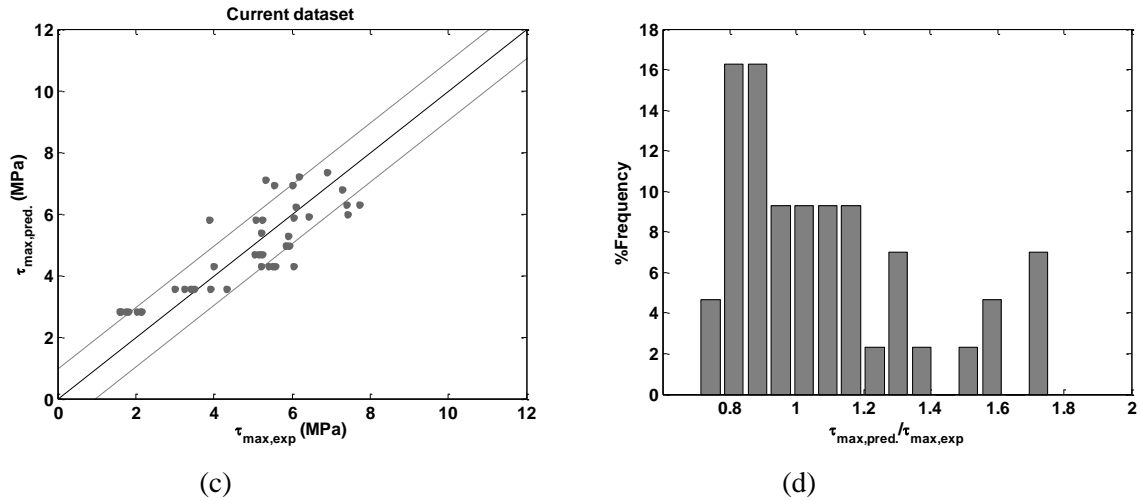 Current dataset
12
10
8
6
4
2
0
τmax,pred. (MPa)
0 2 4 6 8 10 12
τmax,exp (MPa)
(c)
18
16
14
12
10
8
6
4
2
0
%Frequency
0.8 1 1.2 1.4 1.6 1.8 2
τmax,pred./τmax,exp
(d)